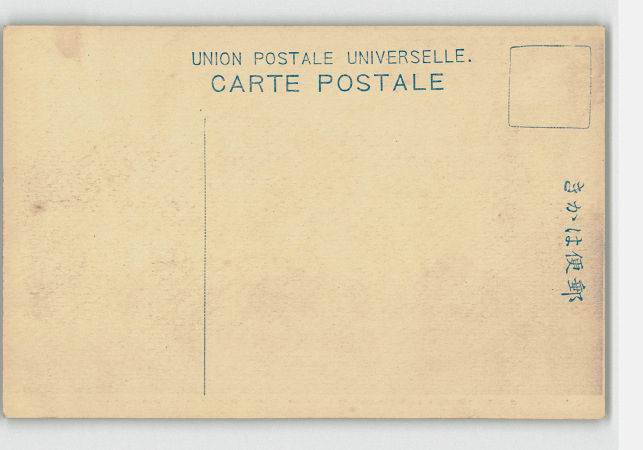 UNION POSTALE UNIVERSELLE.
CARTE POSTALE
きかは便郵